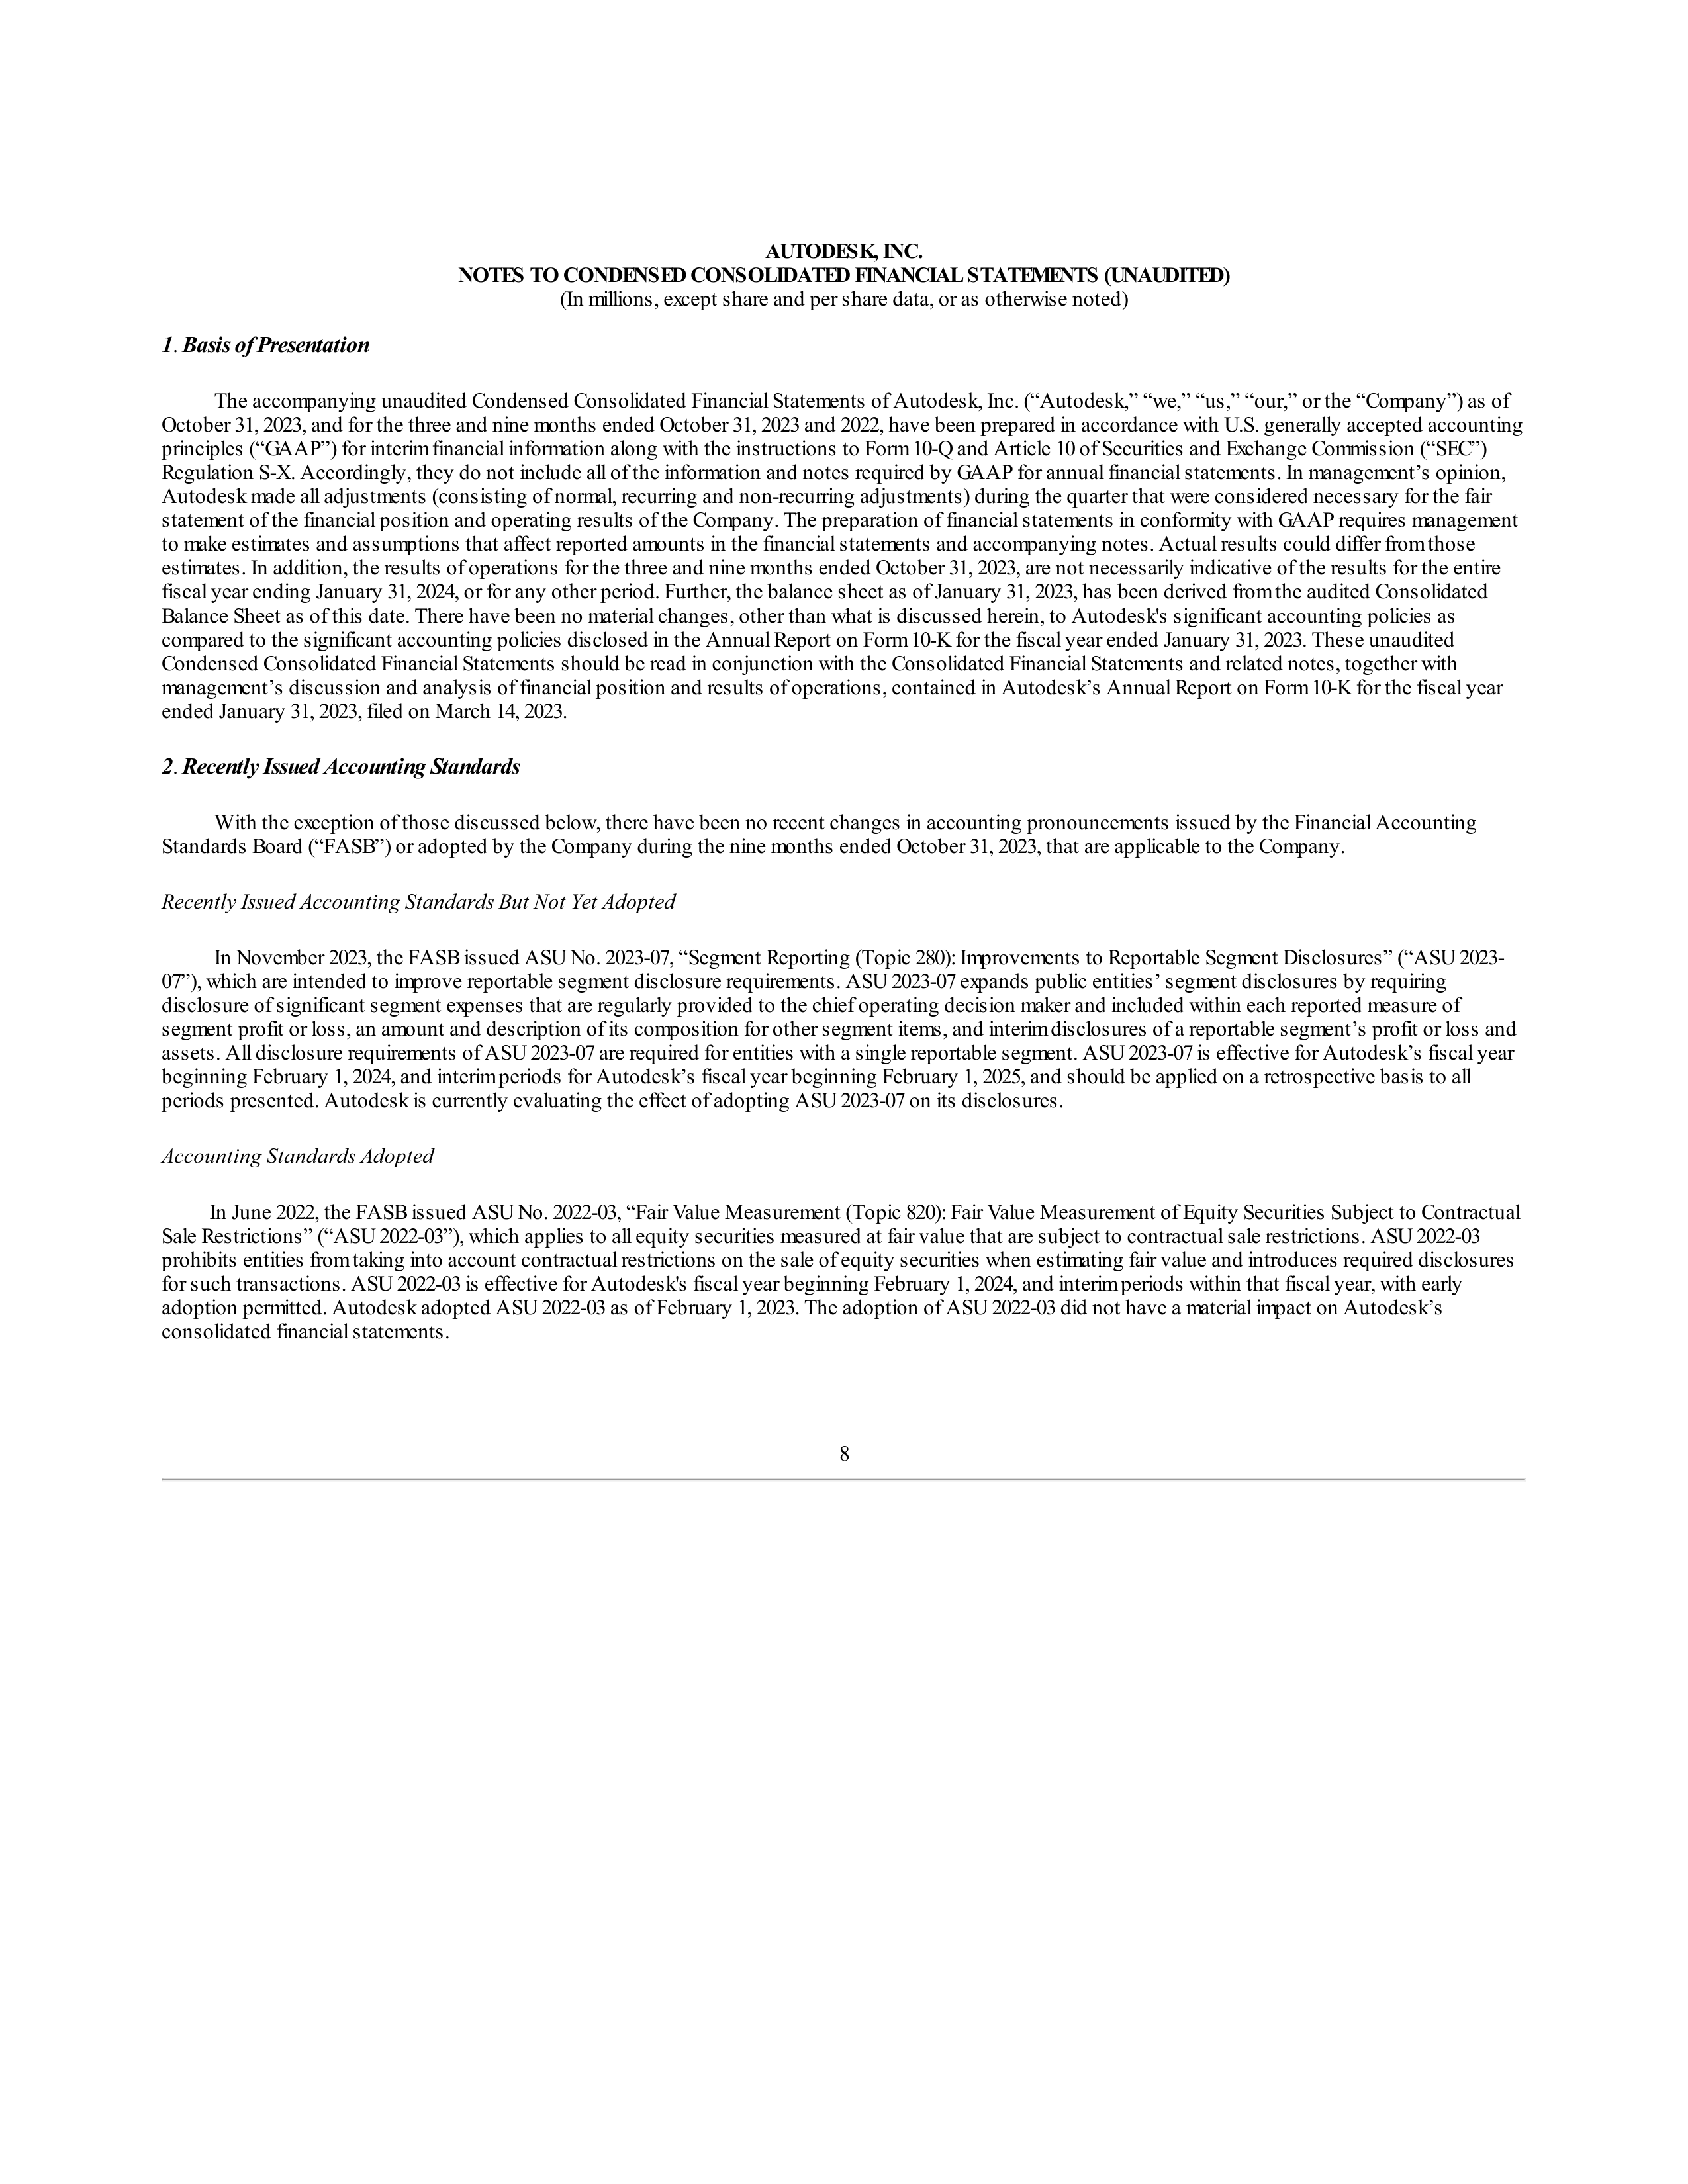 AUTODESK, INC.
NOTES TO CONDENSED CONSOLIDATED FINANCIAL STATEMENTS (UNAUDITED)
(In millions, except share and per share data, or as otherwise noted)
1. Basis of Presentation
The accompanying unaudited Condensed Consolidated Financial Statements of Autodesk, Inc. (“Autodesk,” “we,” “us,” “our,” or the “Company”) as of
October 31, 2023, and for the three and nine months ended October 31, 2023 and 2022, have been prepared in accordance with U.S. generally accepted accounting
principles (“GAAP”) for interim financial information along with the instructions to Form 10-Q and Article 10 of Securities and Exchange Commission (“SEC”)
Regulation S-X. Accordingly, they do not include all of the information and notes required by GAAP for annual financial statements. In management’s opinion,
Autodesk made all adjustments (consisting of normal, recurring and non-recurring adjustments) during the quarter that were considered necessary for the fair
statement of the financial position and operating results of the Company. The preparation of financial statements in conformity with GAAP requires management
to make estimates and assumptions that affect reported amounts in the financial statements and accompanying notes. Actual results could differ from those
estimates. In addition, the results of operations for the three and nine months ended October 31, 2023, are not necessarily indicative of the results for the entire
fiscal year ending January 31, 2024, or for any other period. Further, the balance sheet as of January 31, 2023, has been derived from the audited Consolidated
Balance Sheet as of this date. There have been no material changes, other than what is discussed herein, to Autodesk's significant accounting policies as
compared to the significant accounting policies disclosed in the Annual Report on Form 10-K for the fiscal year ended January 31, 2023. These unaudited
Condensed Consolidated Financial Statements should be read in conjunction with the Consolidated Financial Statements and related notes, together with
management’s discussion and analysis of financial position and results of operations, contained in Autodesk’s Annual Report on Form 10-K for the fiscal year
ended January 31, 2023, filed on March 14, 2023.
2. Recently Issued Accounting Standards
With the exception of those discussed below, there have been no recent changes in accounting pronouncements issued by the Financial Accounting
Standards Board (“FASB”) or adopted by the Company during the nine months ended October 31, 2023, that are applicable to the Company.
Recently Issued Accounting Standards But Not Yet Adopted
In November 2023, the FASB issued ASU No. 2023-07, “Segment Reporting (Topic 280): Improvements to Reportable Segment Disclosures” (“ASU 2023-
07”), which are intended to improve reportable segment disclosure requirements. ASU 2023-07 expands public entities’ segment disclosures by requiring
disclosure of significant segment expenses that are regularly provided to the chief operating decision maker and included within each reported measure of
segment profit or loss, an amount and description of its composition for other segment items, and interim disclosures of a reportable segment’s profit or loss and
assets. All disclosure requirements of ASU 2023-07 are required for entities with a single reportable segment. ASU 2023-07 is effective for Autodesk’s fiscal year
beginning February 1, 2024, and interim periods for Autodesk’s fiscal year beginning February 1, 2025, and should be applied on a retrospective basis to all
periods presented. Autodesk is currently evaluating the effect of adopting ASU 2023-07 on its disclosures.
Accounting Standards Adopted
In June 2022, the FASB issued ASU No. 2022-03, “Fair Value Measurement (Topic 820): Fair Value Measurement of Equity Securities Subject to Contractual
Sale Restrictions” (“ASU 2022-03”), which applies to all equity securities measured at fair value that are subject to contractual sale restrictions. ASU 2022-03
prohibits entities from taking into account contractual restrictions on the sale of equity securities when estimating fair value and introduces required disclosures
for such transactions. ASU 2022-03 is effective for Autodesk's fiscal year beginning February 1, 2024, and interim periods within that fiscal year, with early
adoption permitted. Autodesk adopted ASU 2022-03 as of February 1, 2023. The adoption of ASU 2022-03 did not have a material impact on Autodesk’s
consolidated financial statements.
8